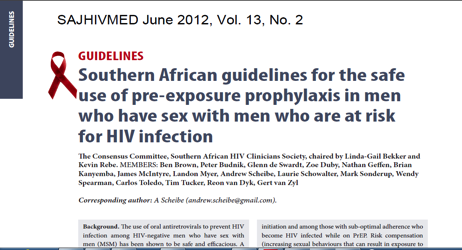 GUIDELINES
SAJHIVMED June 2012, Vol. 13, No. 2
GUIDELINES
Southern African guidelines for the safe
use of pre-exposure prophylaxis in men
who have sex with men who are at risk
for HIV infection
The Consensus Committee, Southern African HIV Clinicians Society, chaired by Linda-Gail Bekker and
Kevin Rebe. MEMBERS: Ben Brown, Peter Budnik, Glenn de Swardt, Zoe Duby, Nathan Geffen, Brian
Kanyemba, James McIntyre, Landon Myer, Andrew Scheibe, Laurie Schowalter, Mark Sonderup, Wendy
Spearman, Carlos Toledo, Tim Tucker, Reon van Dyk, Gert van Zyl
Corresponding author: A Scheibe (andrew.scheibe@gmail.com).
Background. The use of oral antiretrovirals to prevent HIV
infection among HIV-negative men who have sex with
men (MSM) has been shown to be safe and efficacious. A
initiation and among those with sub-optimal adherence who
become HIV infected while on PrEP. Risk compensation
(increasing sexual behaviours that can result in exposure to